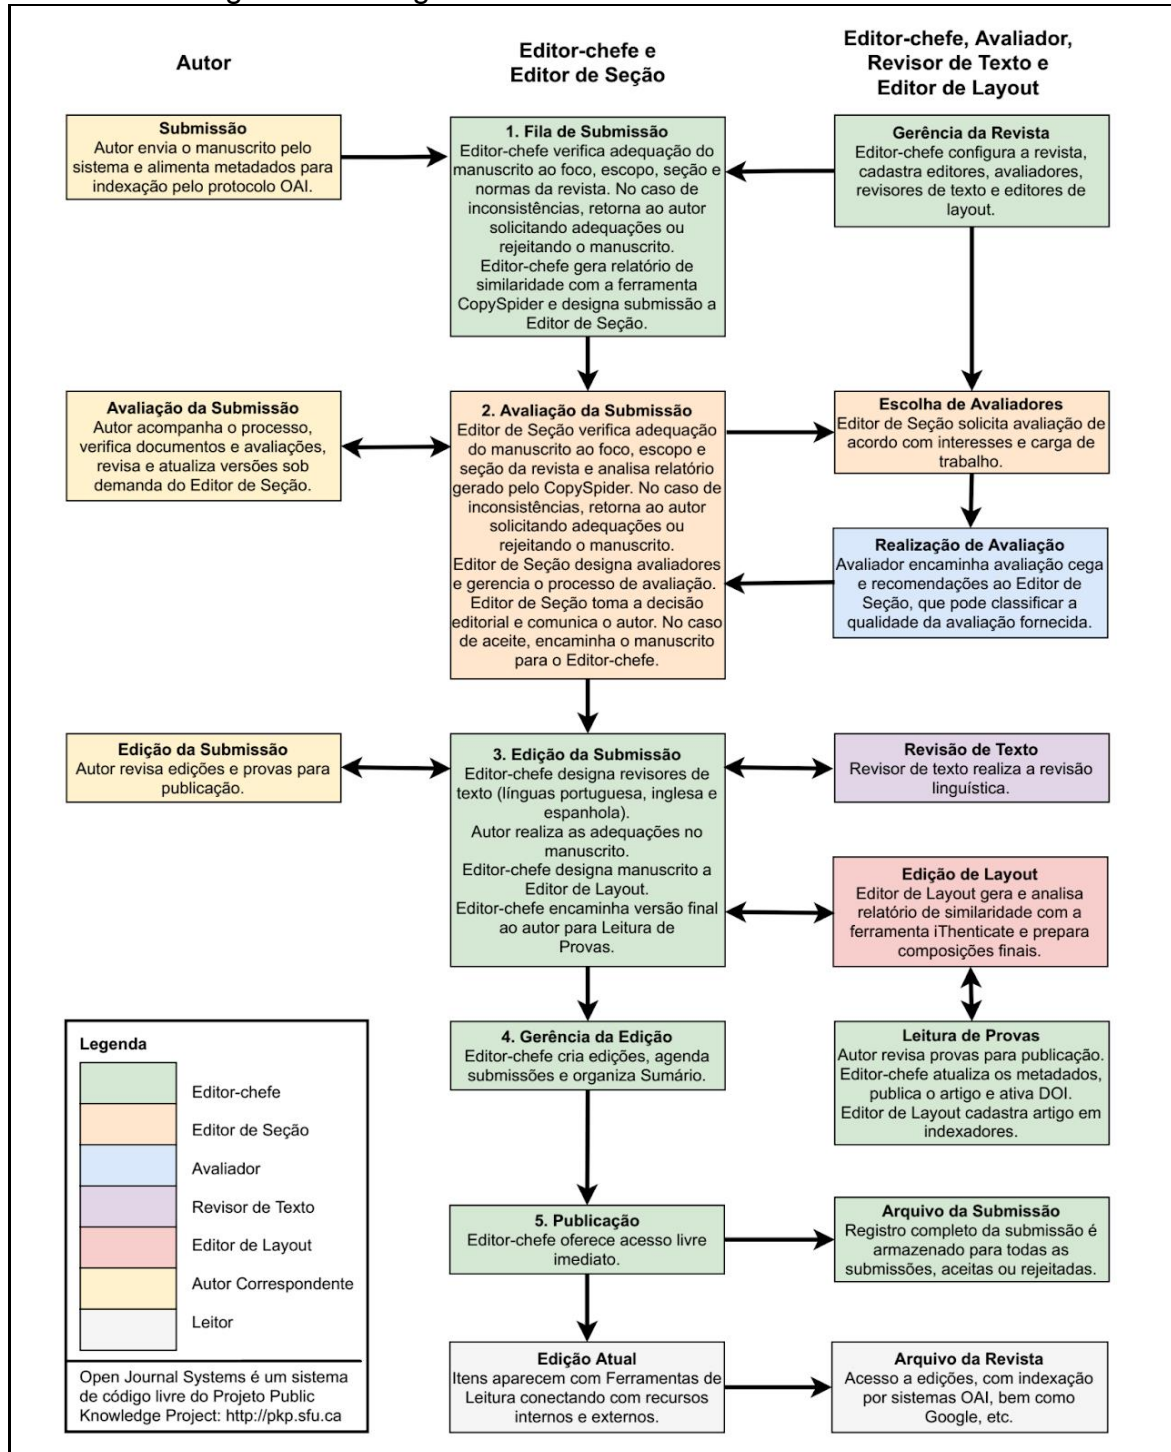 Autor
Editor-chefe e
Editor de Seção
Editor-chefe, Avaliador,
Revisor de Texto e
Editor de Layout
Submissão
Autor envia o manuscrito pelo
sistema e alimenta metadados para
indexação pelo protocolo OAI.
1. Fila de Submissão
Editor-chefe verifica adequação do
manuscrito ao foco, escopo, seção e
normas da revista. No caso de
inconsistências, retorna ao autor
solicitando adequações ou
rejeitando o manuscrito.
Editor-chefe gera relatório de
similaridade com a ferramenta
CopySpider e designa submissão a
Editor de Seção.
Gerência da Revista
Editor-chefe configura a revista,
cadastra editores, avaliadores,
revisores de texto e editores de
layout.
Avaliação da Submissão
Autor acompanha o processo,
verifica documentos e avaliações,
revisa e atualiza versões sob
demanda do Editor de Seção.
2. Avaliação da Submissão
Editor de Seção verifica adequação
do manuscrito ao foco, escopo e
seção da revista e analisa relatório
gerado pelo CopySpider. No caso de
inconsistências, retorna ao autor
solicitando adequações ou
rejeitando o manuscrito.
Editor de Seção designa avaliadores
e gerencia o processo de avaliação.
Editor de Seção toma a decisão
editorial e comunica o autor. No caso
de aceite, encaminha o manuscrito
para o Editor-chefe.
Escolha de Avaliadores
Editor de Seção solicita avaliação de
acordo com interesses e carga de
trabalho.
Realização de Avaliação
Avaliador encaminha avaliação cega
e recomendações ao Editor de
Seção, que pode classificar a
qualidade da avaliação fornecida.
Edição da Submissão
Autor revisa edições e provas para
publicação.
3. Edição da Submissão
Editor-chefe designa revisores de
texto (línguas portuguesa, inglesa e
espanhola).
Autor realiza as adequações no
manuscrito.
Editor-chefe designa manuscrito a
Editor de Layout.
Editor-chefe encaminha versão final
ao autor para Leitura de
Provas.
Revisão de Texto
Revisor de texto realiza a revisão
linguística.
Edição de Layout
Editor de Layout gera e analisa
relatório de similaridade com a
ferramenta iThenticate e prepara
composições finais.
4. Gerência da Edição
Editor-chefe cria edições, agenda
submissões e organiza Sumário.
Leitura de Provas
Autor revisa provas para publicação.
Editor-chefe atualiza os metadados,
publica o artigo e ativa DOI.
Editor de Layout cadastra artigo em
indexadores.
5. Publicação
Editor-chefe oferece acesso livre
imediato.
Arquivo da Submissão
Registro completo da submissão é
armazenado para todas as
submissões, aceitas ou rejeitadas.
Edição Atual
Itens aparecem com Ferramentas de
Leitura conectando com recursos
internos e externos.
Arquivo da Revista
Acesso a edições, com indexação
por sistemas OAI, bem como
Google, etc.
Legenda
Editor-chefe
Editor de Seção
Avaliador
Revisor de Texto
Editor de Layout
Autor Correspondente
Leitor
Open Journal Systems é um sistema
de código livre do Projeto Public
Knowledge Project: http://pkp.sfu.ca